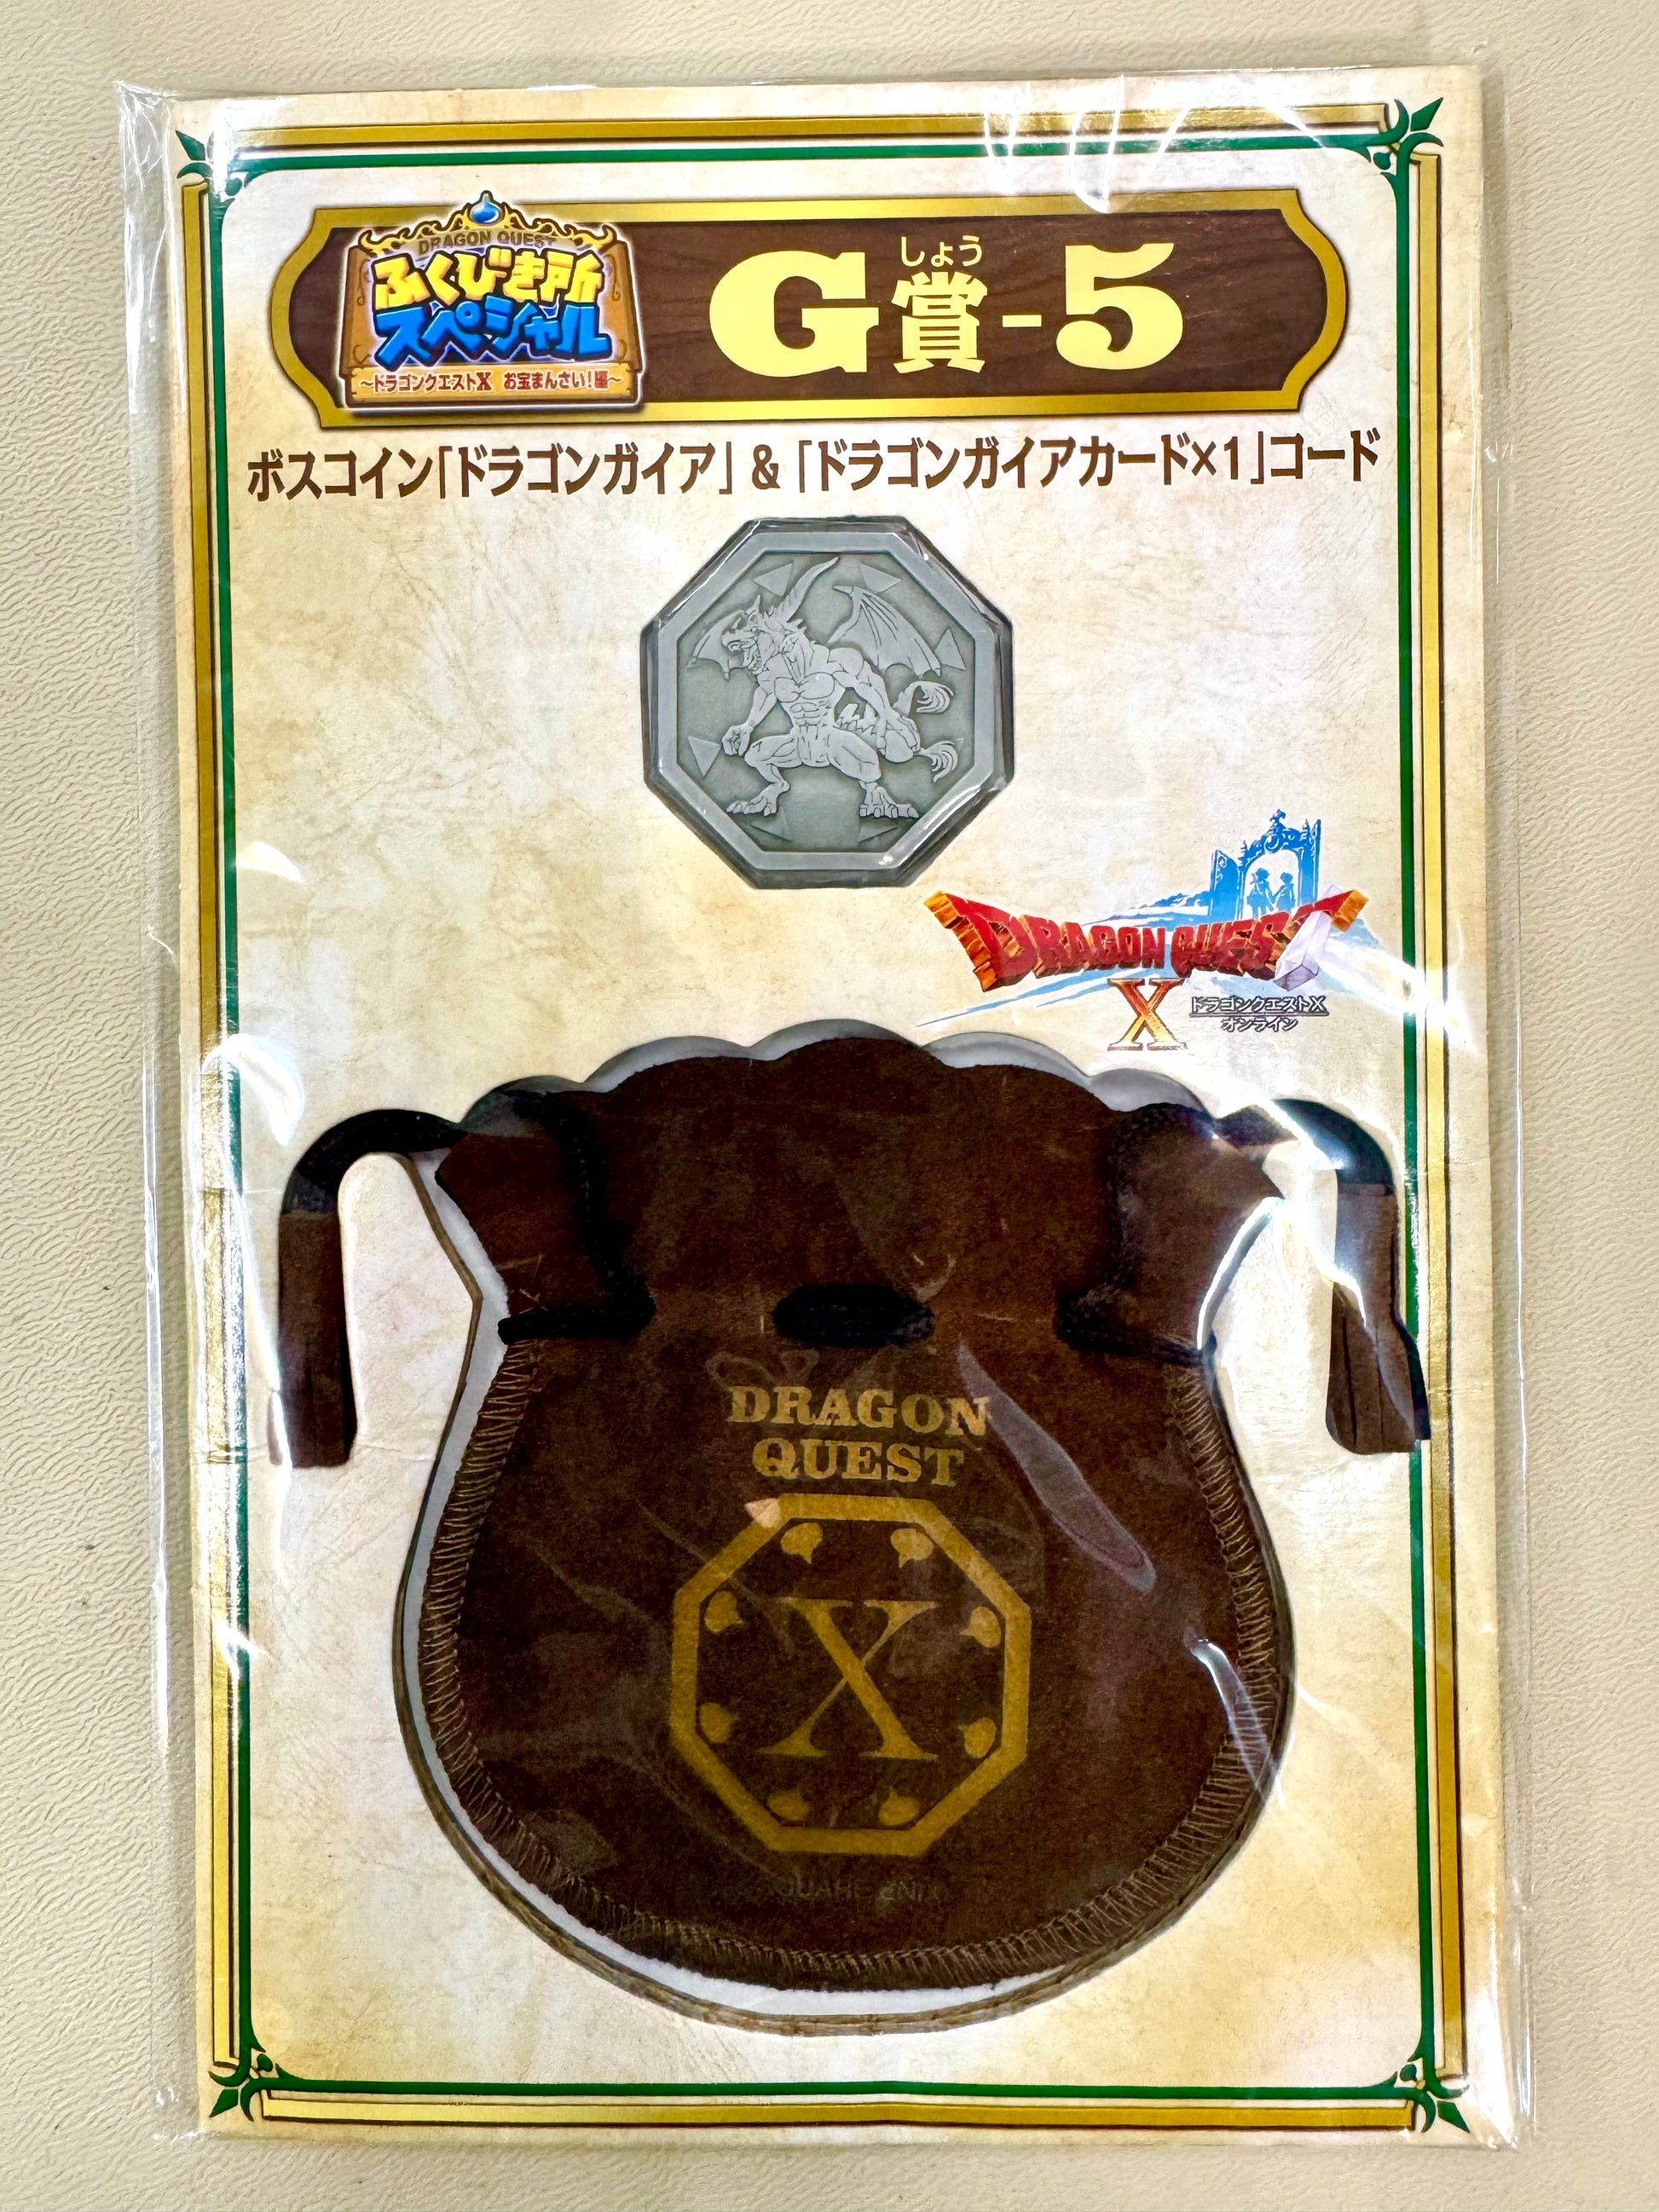 DRAGON QUEST
ふくびき所
スペシャル
～ドラゴンクエストX お宝まんさい！編～
しょう
G賞-5
ボスコイン「ドラゴンガイア」&「ドラゴンガイアカード×1」コード
DRAGON QUEST
X
ドラゴンクエストX
オンライン
DRAGON
QUEST
X
SQUARE ENIX